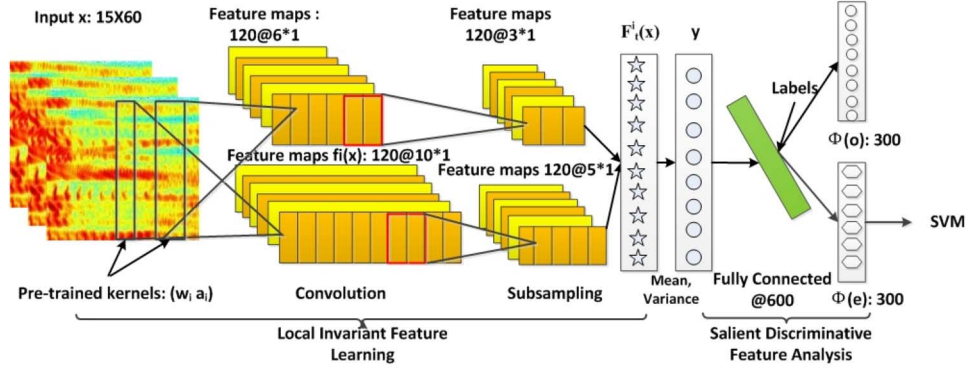 Input x: 15X60
Feature maps :
120@6*1
Feature maps
120@3*1
Fᵢₜ(x)
y
Labels
Φ(o): 300
Feature maps fi(x): 120@10*1
Feature maps 120@5*1
SVM
Pre-trained kernels: (wᵢ aᵢ)
Convolution
Subsampling
Mean,
Variance
Fully Connected
@600
Φ(e): 300
Local Invariant Feature
Learning
Salient Discriminative
Feature Analysis